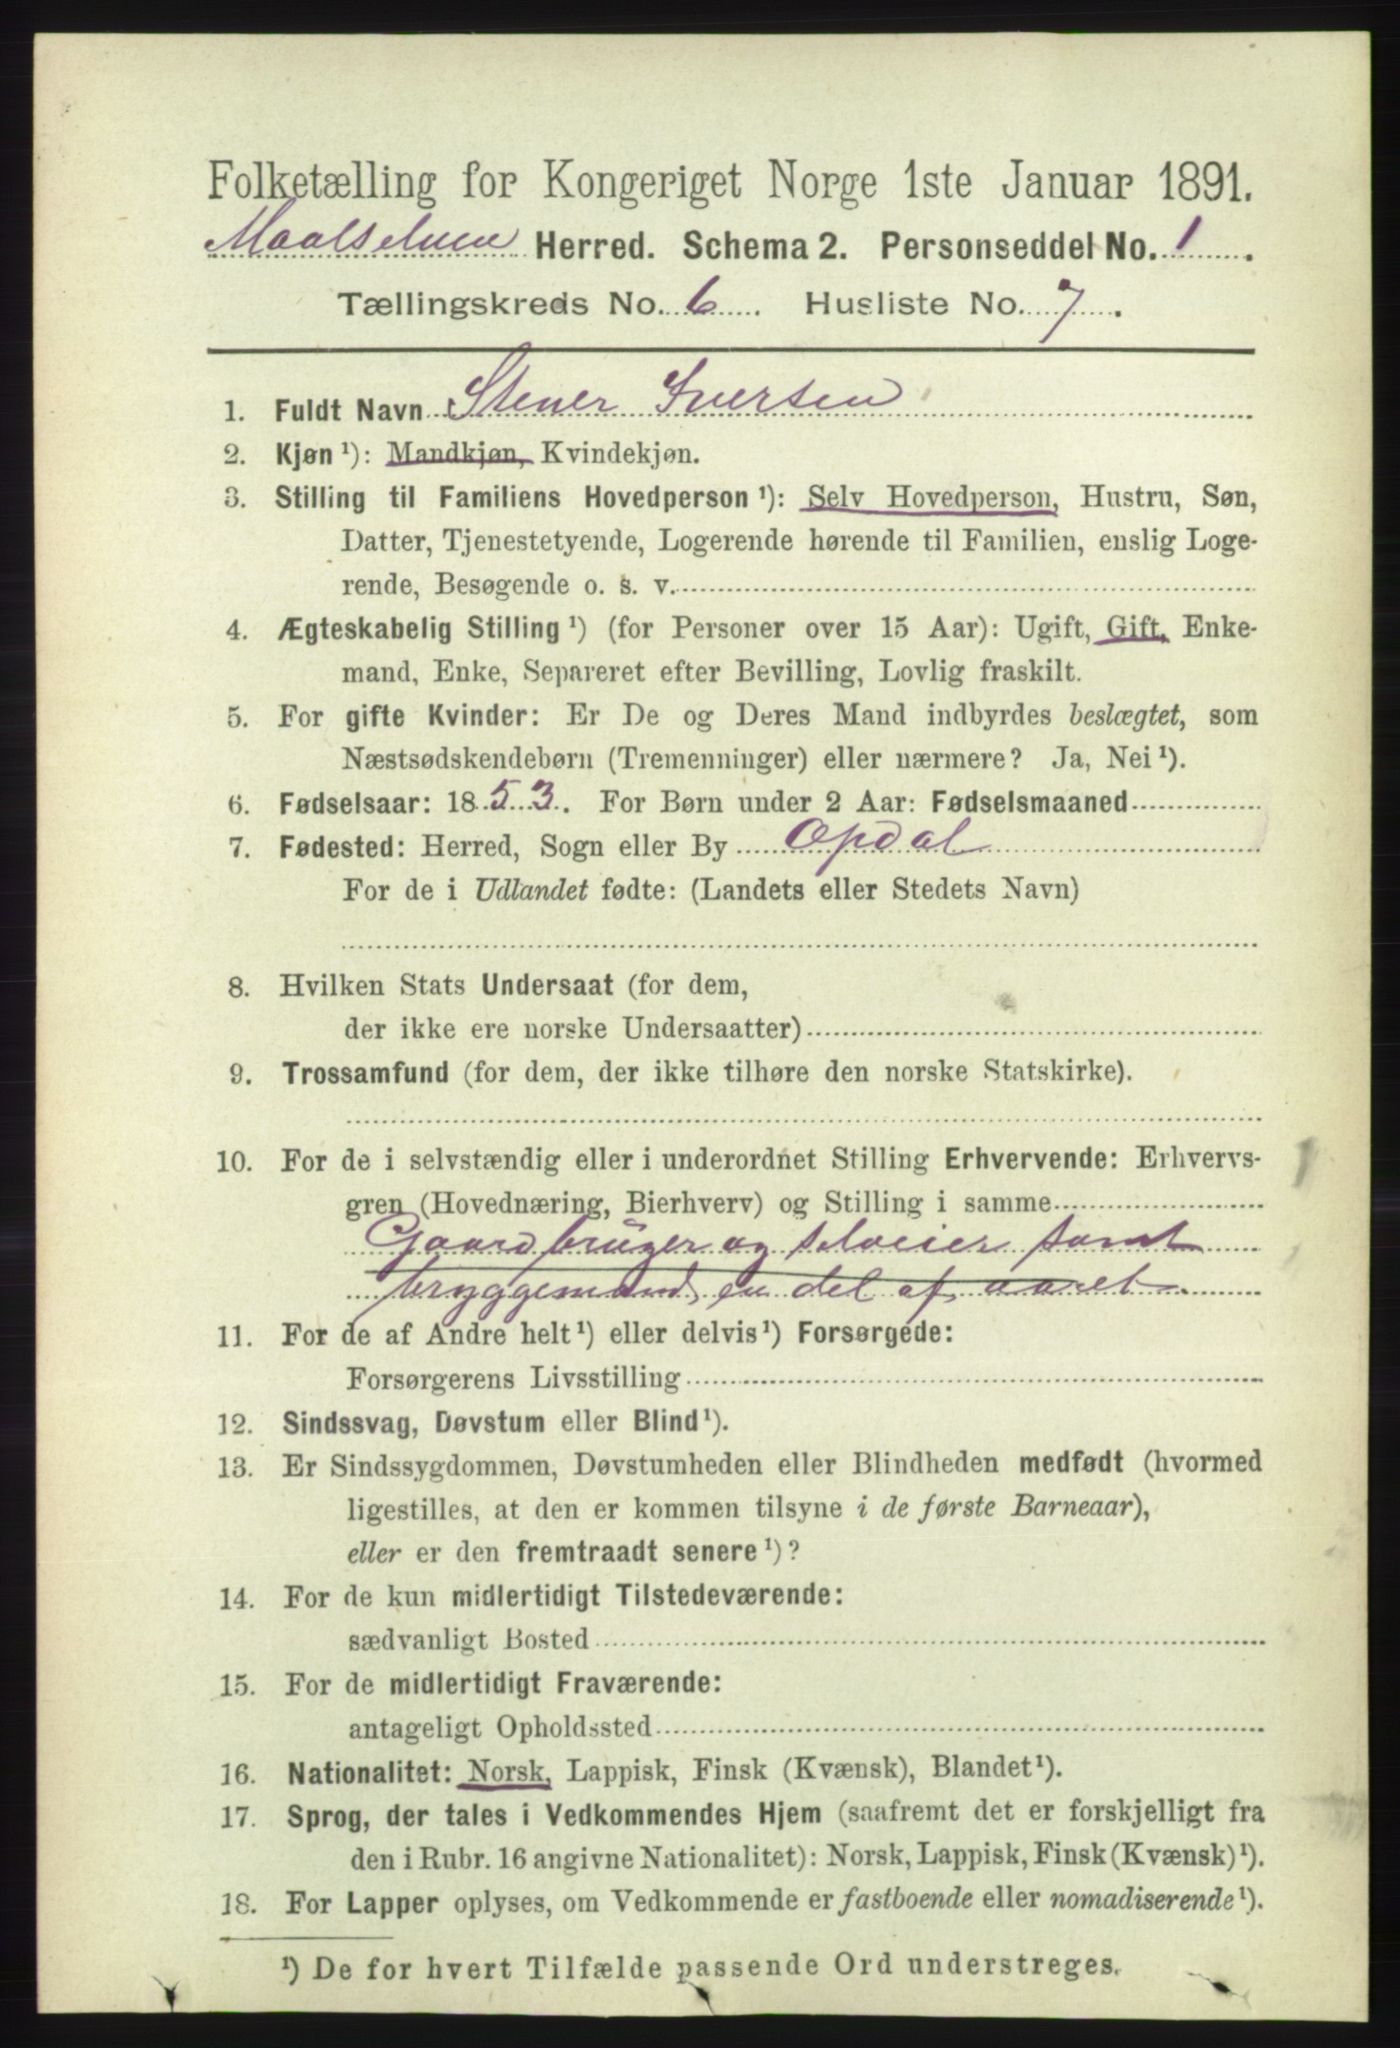 Folketælling for Kongeriget Norge 1ste Januar 1891.
Maalselven Herred. Schema 2. Personseddel No. 1.
Tællingskreds No. 6. Husliste No. 7.
1. Fuldt Navn Stener Iversen
2. Kjøn ¹): Mandkjøn, Kvindekjøn.
3. Stilling til Familiens Hovedperson ¹): Selv Hovedperson, Hustru, Søn,
Datter, Tjenestetyende, Logerende hørende til Familien, enslig Loge-
rende, Besøgende o. s. v.
4. Ægteskabelig Stilling ¹) (for Personer over 15 Aar): Ugift, Gift, Enke-
mand, Enke, Separeret efter Bevilling, Lovlig fraskilt.
5. For gifte Kvinder: Er De og Deres Mand indbyrdes beslægtet, som
Næstsødskendebørn (Tremenninger) eller nærmere? Ja, Nei ¹).
6. Fødselsaar: 1853. For Børn under 2 Aar: Fødselsmaaned
7. Fødested: Herred, Sogn eller By Opdal
For de i Udlandet fødte: (Landets eller Stedets Navn)
8. Hvilken Stats Undersaat (for dem,
der ikke ere norske Undersaatter)
9. Trossamfund (for dem, der ikke tilhøre den norske Statskirke).
10. For de i selvstændig eller i underordnet Stilling Erhvervende: Erhvervs-
gren (Hovednæring, Bierhverv) og Stilling i samme
Gaardbruger og selveier samt
bryggemand en del af aaret.
11. For de af Andre helt ¹) eller delvis ¹) Forsørgede:
Forsørgerens Livsstilling
12. Sindssvag, Døvstum eller Blind ¹).
13. Er Sindssygdommen, Døvstumheden eller Blindheden medfødt (hvormed
ligestilles, at den er kommen tilsyne i de første Barneaar),
eller er den fremtraadt senere ¹)?
14. For de kun midlertidigt Tilstedeværende:
sædvanligt Bosted
15. For de midlertidigt Fraværende:
antageligt Opholdssted
16. Nationalitet: Norsk, Lappisk, Finsk (Kvænsk), Blandet ¹).
17. Sprog, der tales i Vedkommendes Hjem (saafremt det er forskjelligt fra
den i Rubr. 16 angivne Nationalitet): Norsk, Lappisk, Finsk (Kvænsk) ¹).
18. For Lapper oplyses, om Vedkommende er fastboende eller nomadiserende ¹).
¹) De for hvert Tilfælde passende Ord understreges.